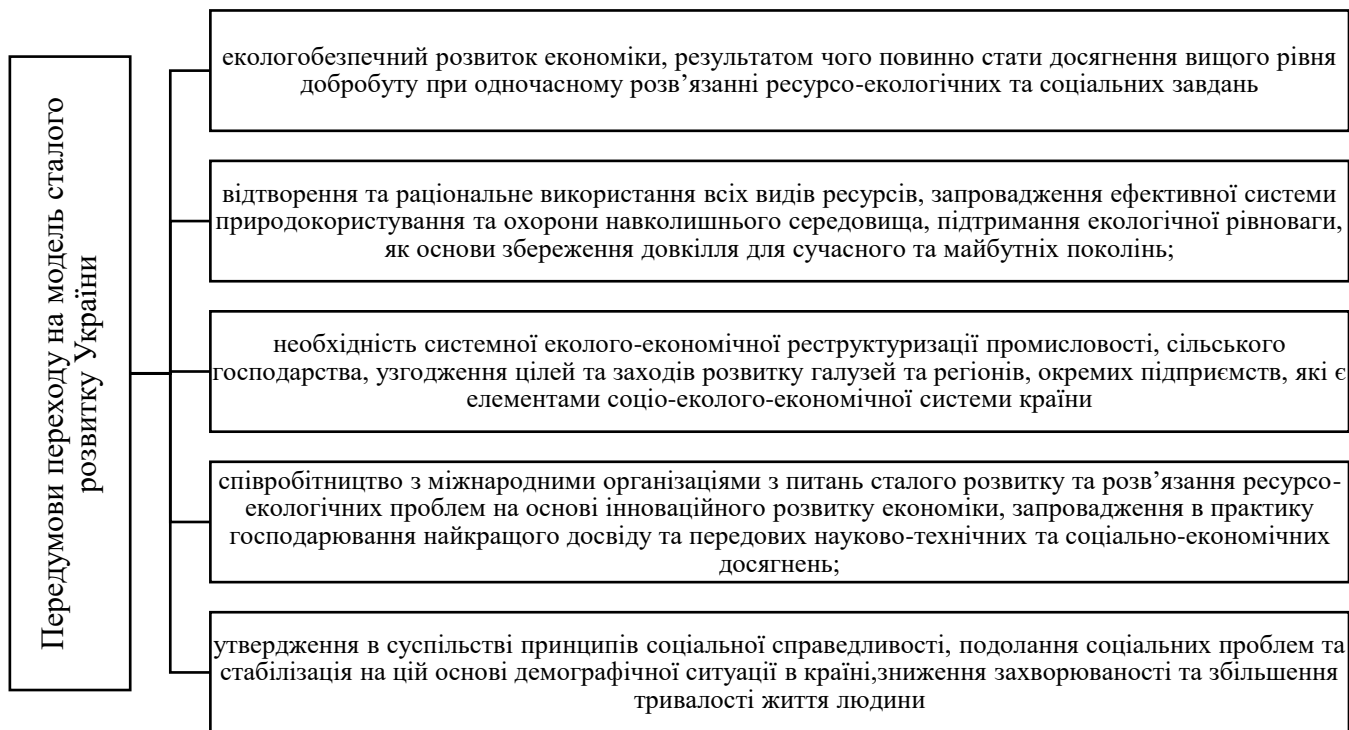 Передумови переходу на модель сталого
розвитку України
екологобезпечний розвиток економіки, результатом чого повинно стати досягнення вищого рівня
добробуту при одночасному розв’язанні ресурсо-екологічних та соціальних завдань
відтворення та раціональне використання всіх видів ресурсів, запровадження ефективної системи
природокористування та охорони навколишнього середовища, підтримання екологічної рівноваги,
як основи збереження довкілля для сучасного та майбутніх поколінь;
необхідність системної еколого-економічної реструктуризації промисловості, сільського
господарства, узгодження цілей та заходів розвитку галузей та регіонів, окремих підприємств, які є
елементами соціо-еколого-економічної системи країни
співробітництво з міжнародними організаціями з питань сталого розвитку та розв’язання ресурсо-
екологічних проблем на основі інноваційного розвитку економіки, запровадження в практику
господарювання найкращого досвіду та передових науково-технічних та соціально-економічних
досягнень;
утвердження в суспільстві принципів соціальної справедливості, подолання соціальних проблем та
стабілізація на цій основі демографічної ситуації в країні,зниження захворюваності та збільшення
тривалості життя людини